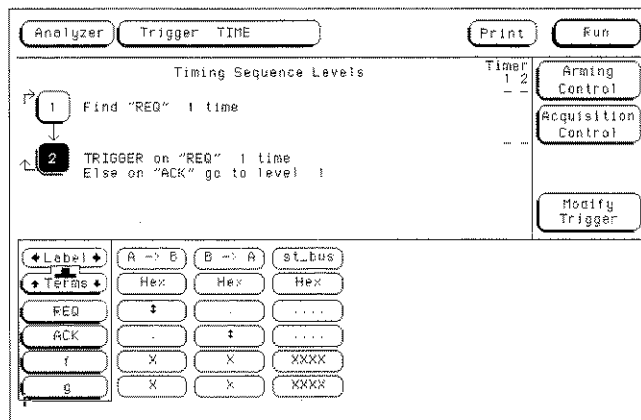 Analyzer Trigger TIME Print Run
Timing Sequence Levels
Timer
1 2
Arming
Control
1 Find "REQ" 1 time
Acquisition
Control
2 TRIGGER on "REQ" 1 time
Else on "ACK" go to level 1
Modify
Trigger
Label A -> B B -> A st_bus
Terms Hex Hex Hex
REQ ↕ . ....
ACK . ↕ ....
f X X XXXX
g X X XXXX